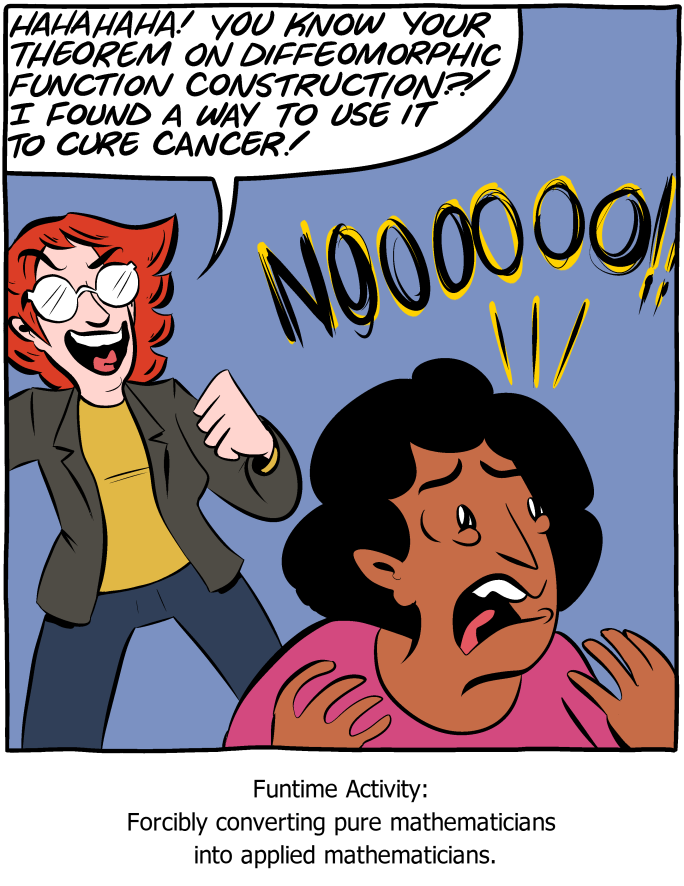 HAHAHAHA! YOU KNOW YOUR
THEOREM ON DIFFEOMORPHIC
FUNCTION CONSTRUCTION?!
I FOUND A WAY TO USE IT
TO CURE CANCER!
NOOOOOO!!
Funtime Activity:
Forcibly converting pure mathematicians
into applied mathematicians.